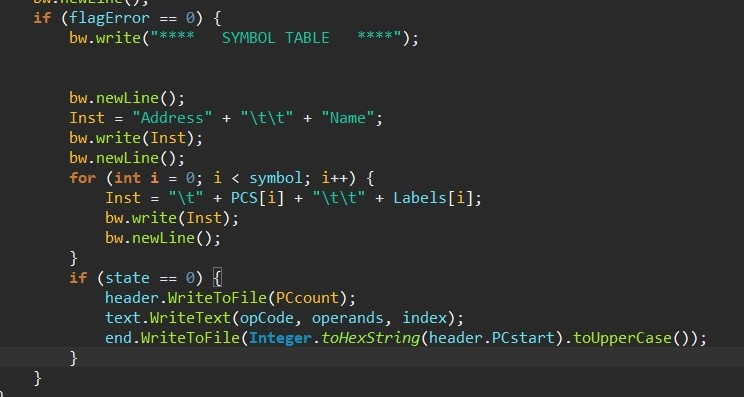 bw.newLine();
if (flagError == 0) {
bw.write("****   SYMBOL TABLE   ****");
bw.newLine();
Inst = "Address" + "\t\t" + "Name";
bw.write(Inst);
bw.newLine();
for (int i = 0; i < symbol; i++) {
Inst = "\t" + PCS[i] + "\t\t" + Labels[i];
bw.write(Inst);
bw.newLine();
}
if (state == 0) {
header.WriteToFile(PCcount);
text.WriteText(opCode, operands, index);
end.WriteToFile(Integer.toHexString(header.PCstart).toUpperCase());
}
}